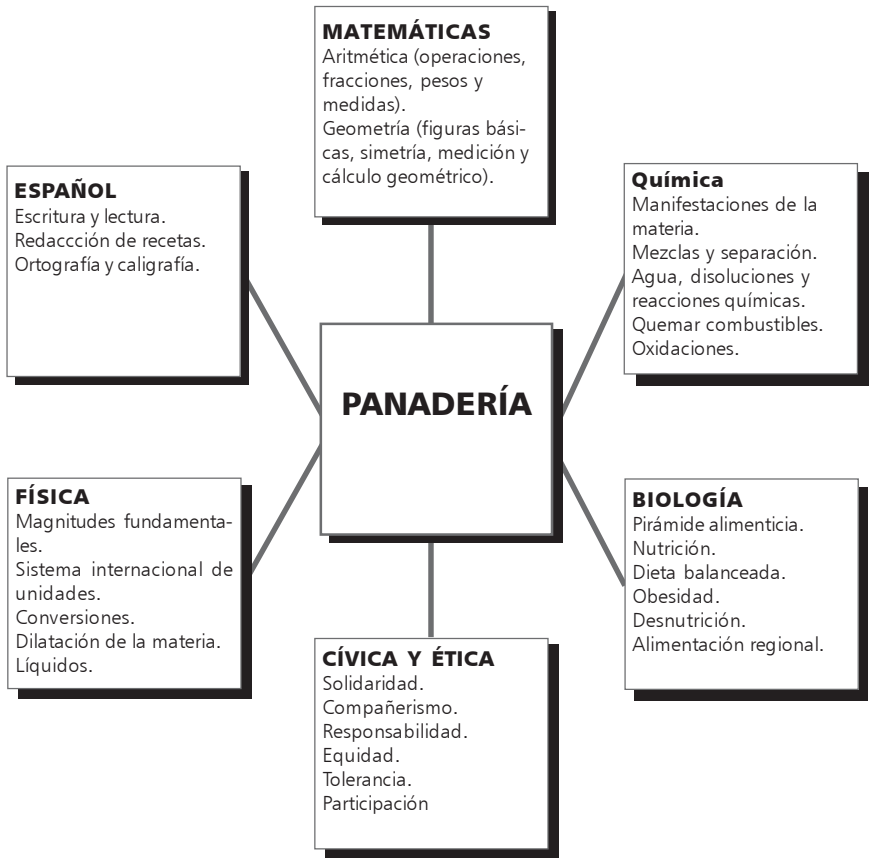 MATEMÁTICAS
Aritmética (operaciones,
fracciones, pesos y
medidas).
Geometría (figuras bási-
cas, simetría, medición y
cálculo geométrico).
ESPAÑOL
Escritura y lectura.
Redaccción de recetas.
Ortografía y caligrafía.
Química
Manifestaciones de la
materia.
Mezclas y separación.
Agua, disoluciones y
reacciones químicas.
Quemar combustibles.
Oxidaciones.
PANADERÍA
FÍSICA
Magnitudes fundamenta-
les.
Sistema internacional de
unidades.
Conversiones.
Dilatación de la materia.
Líquidos.
BIOLOGÍA
Pirámide alimenticia.
Nutrición.
Dieta balanceada.
Obesidad.
Desnutrición.
Alimentación regional.
CÍVICA Y ÉTICA
Solidaridad.
Compañerismo.
Responsabilidad.
Equidad.
Tolerancia.
Participación